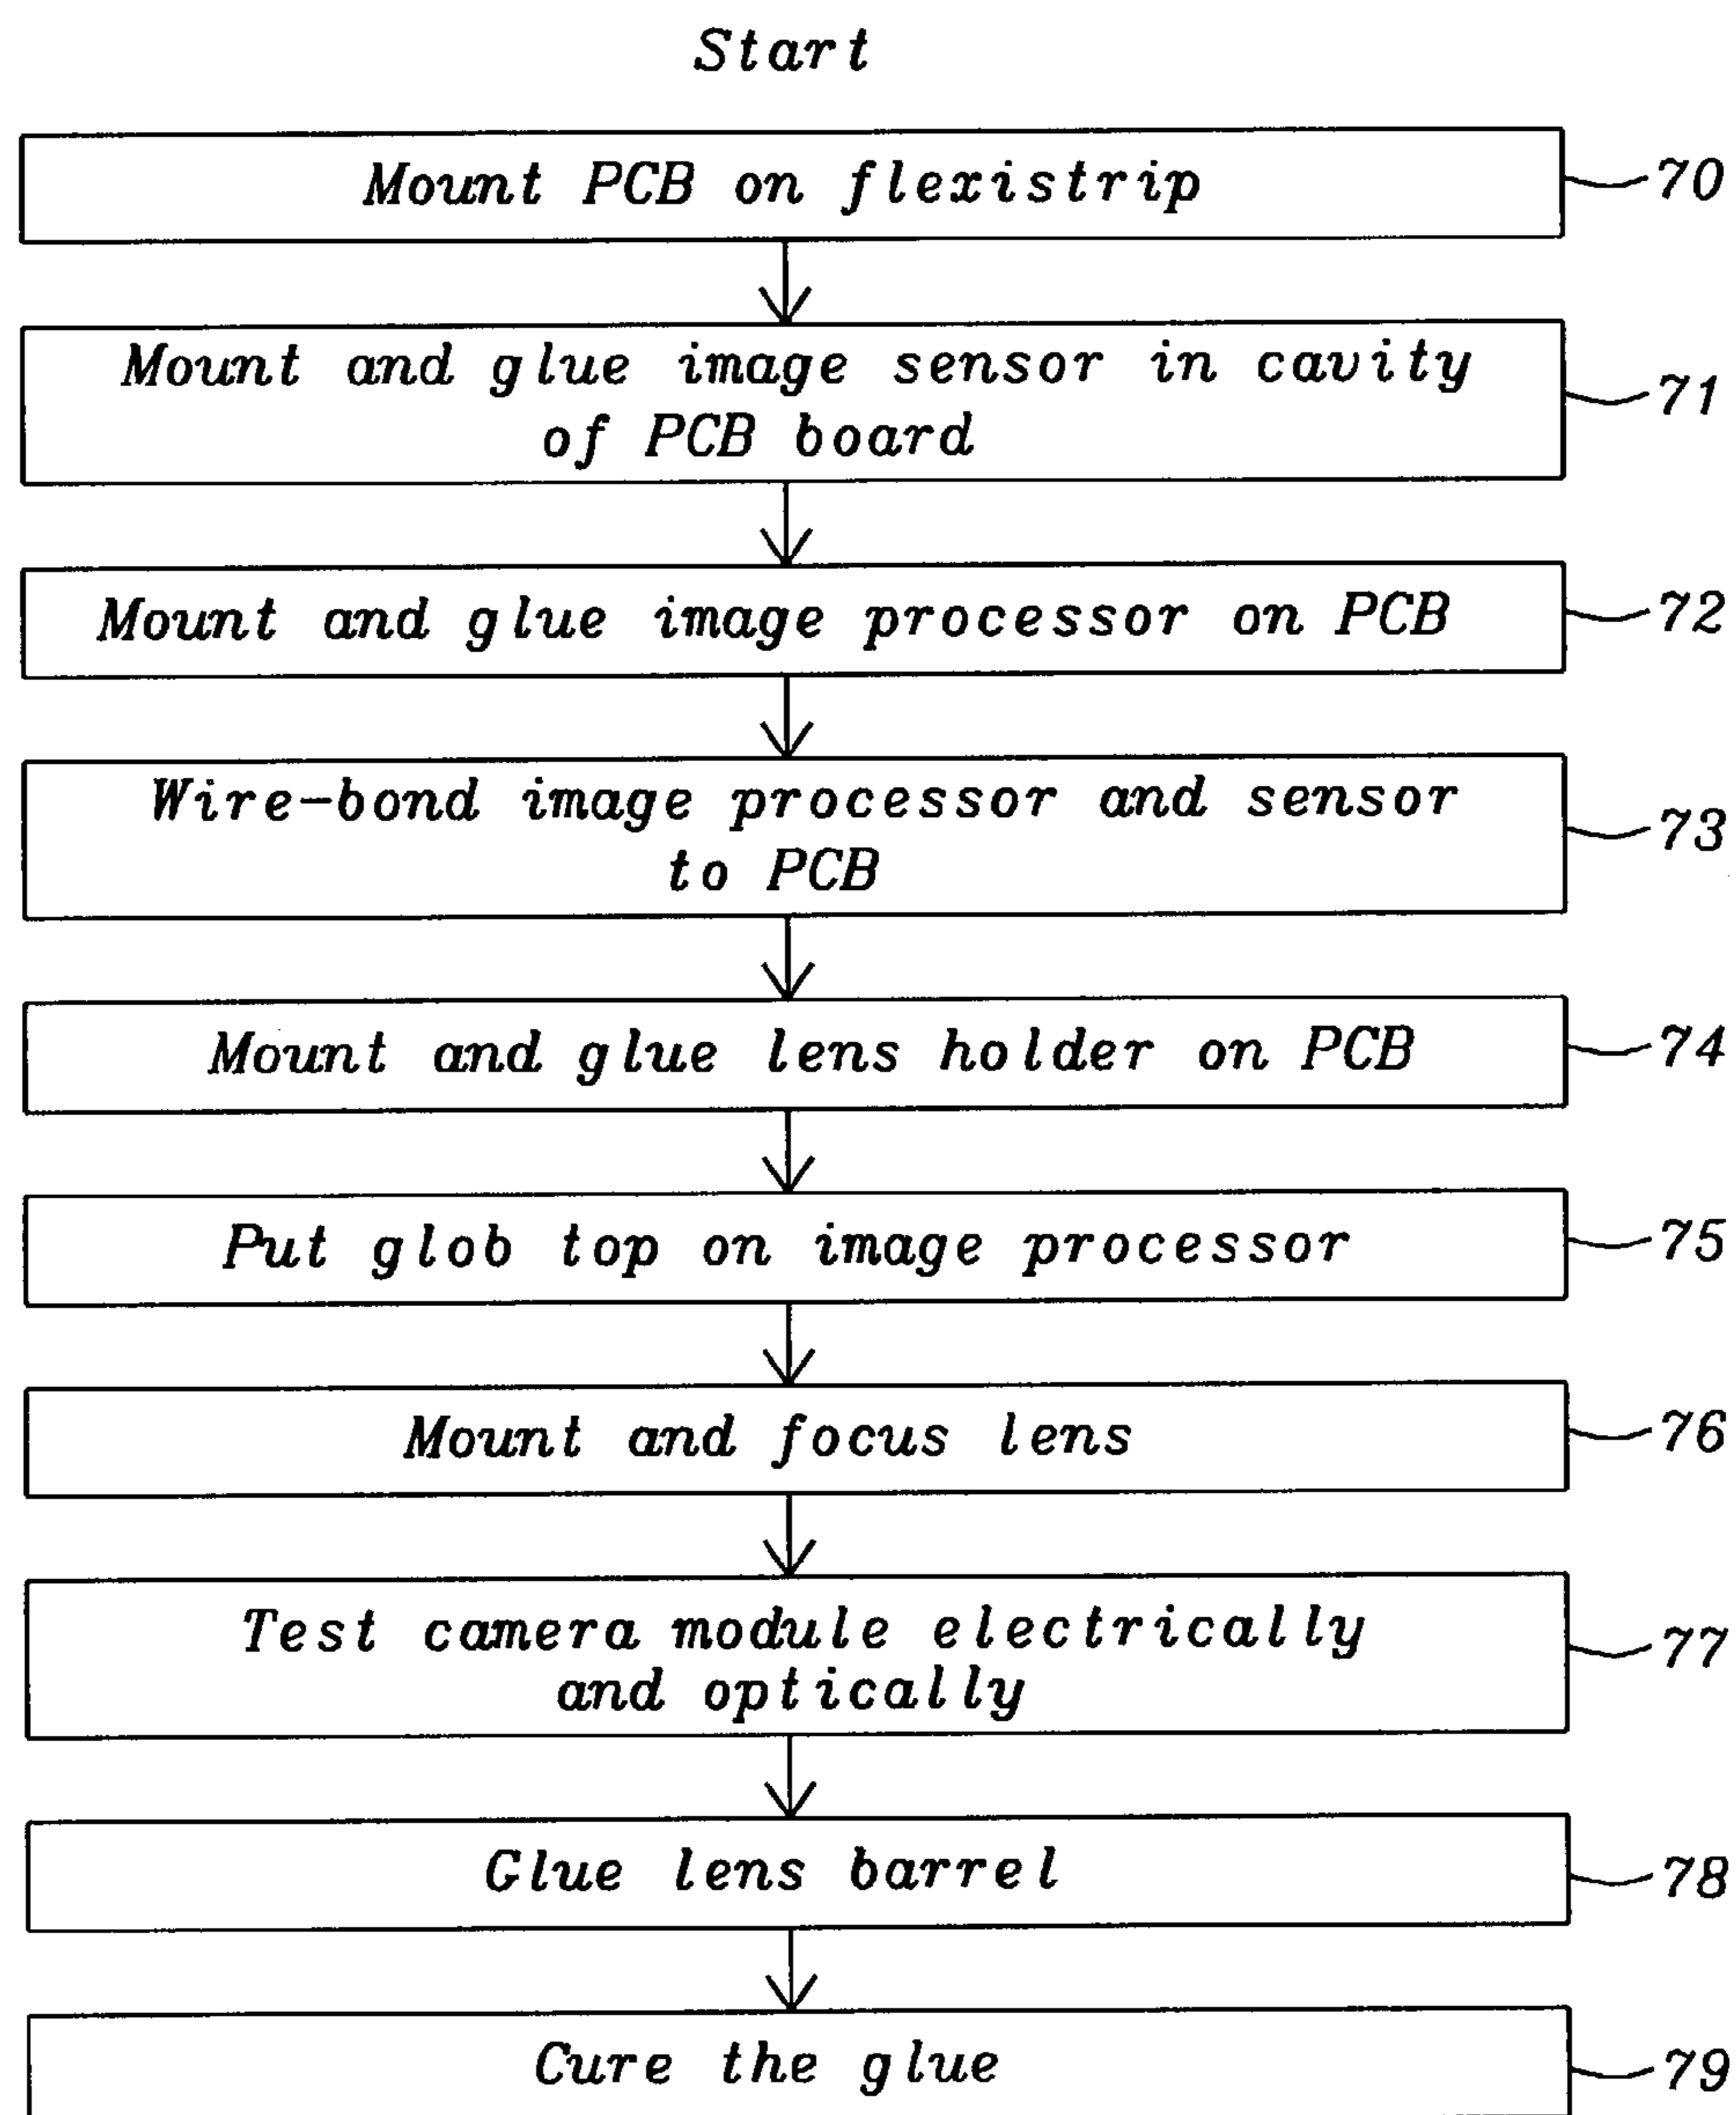 Start
Mount PCB on flexistrip
70
Mount and glue image sensor in cavity
of PCB board
71
Mount and glue image processor on PCB
72
Wire-bond image processor and sensor
to PCB
73
Mount and glue lens holder on PCB
74
Put glob top on image processor
75
Mount and focus lens
76
Test camera module electrically
and optically
77
Glue lens barrel
78
Cure the glue
79